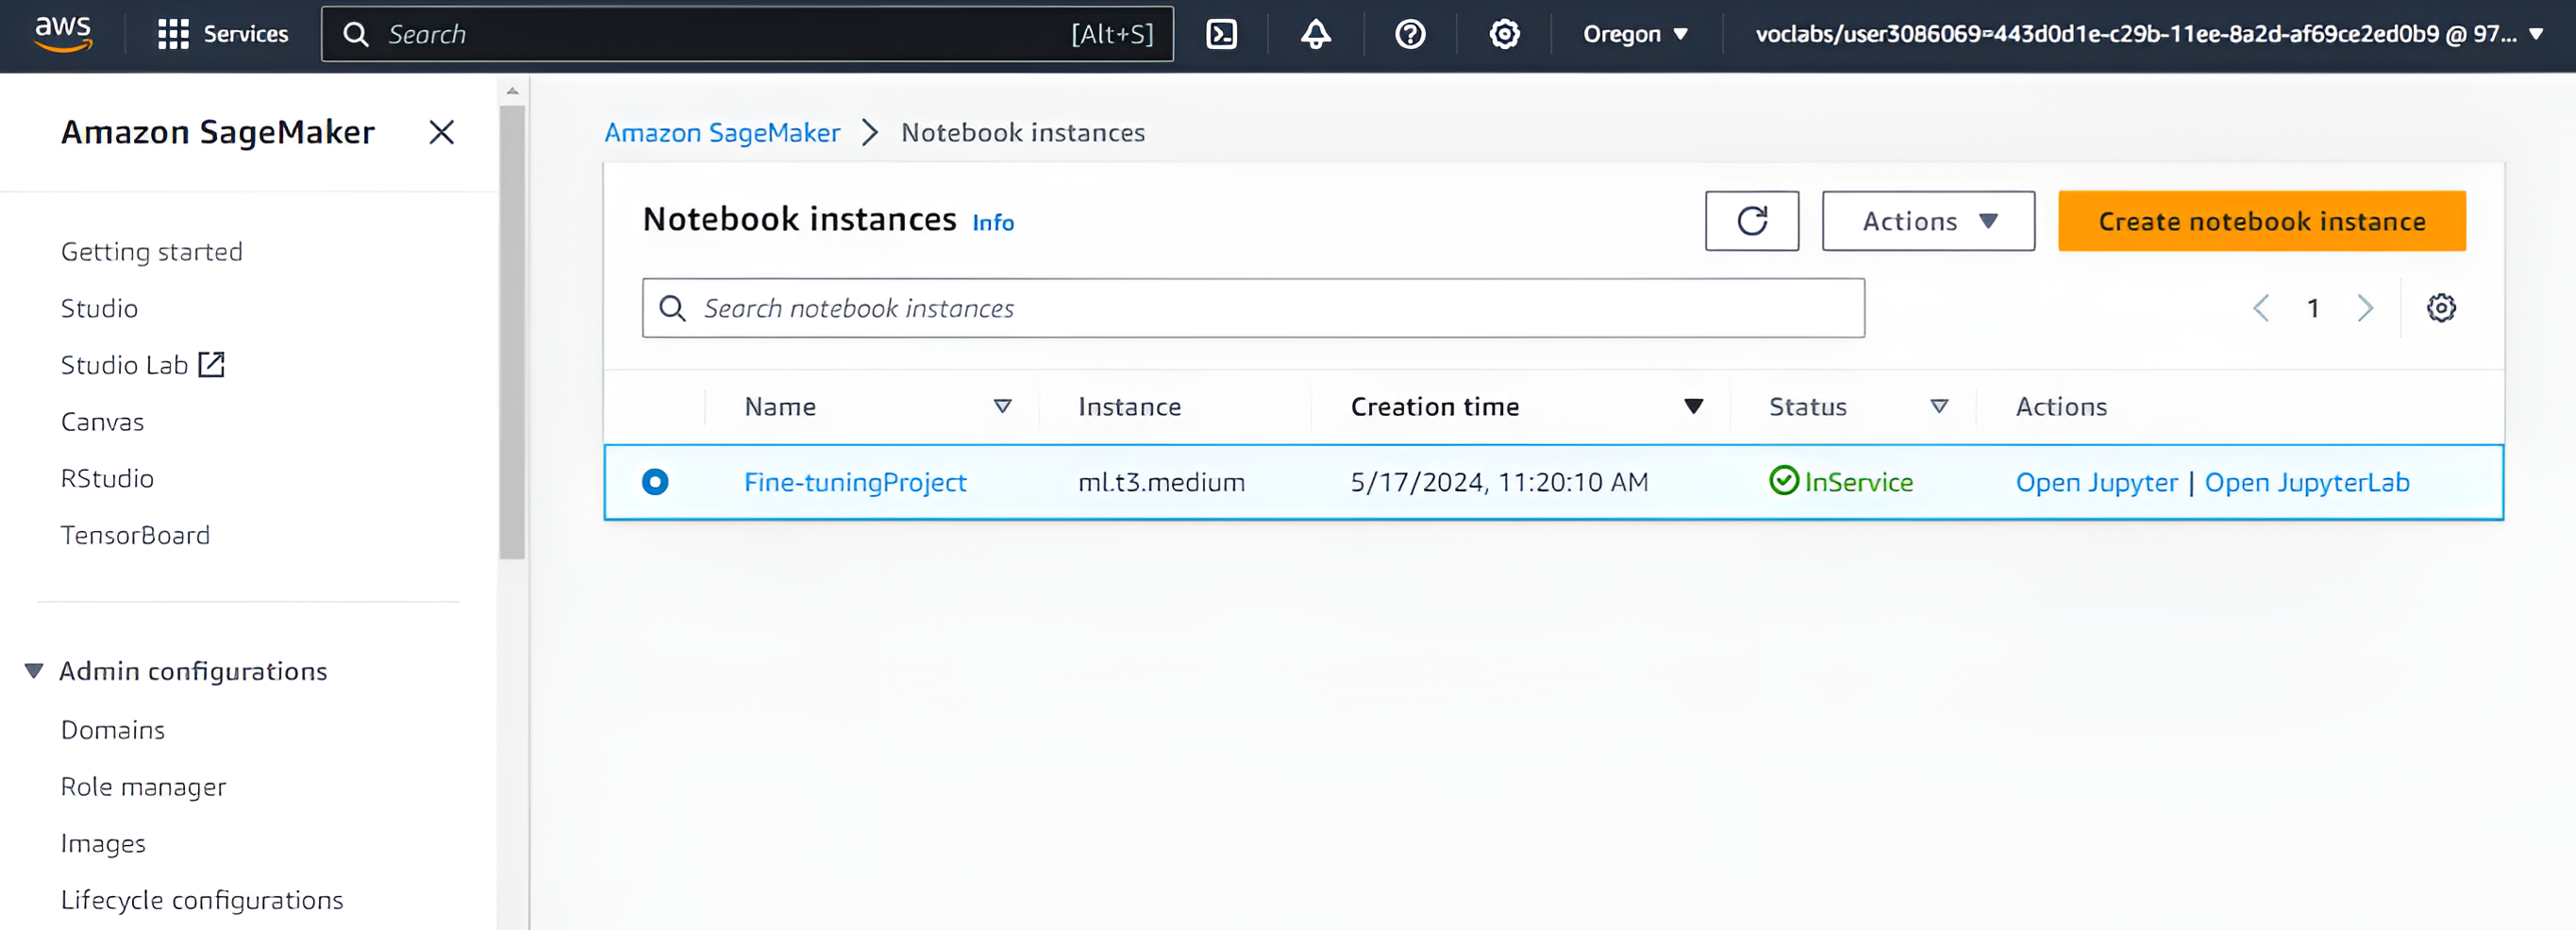 aws Services Search [Alt+S] Oregon voclabs/user3086069=443d0d1e-c29b-11ee-8a2d-af69ce2ed0b9 @ 97...
Amazon SageMaker
Getting started
Studio
Studio Lab
Canvas
RStudio
TensorBoard
Admin configurations
Domains
Role manager
Images
Lifecycle configurations
Amazon SageMaker > Notebook instances
Notebook instances Info
Actions
Create notebook instance
Search notebook instances
1
Name Instance Creation time Status Actions
Fine-tuningProject ml.t3.medium 5/17/2024, 11:20:10 AM InService Open Jupyter | Open JupyterLab